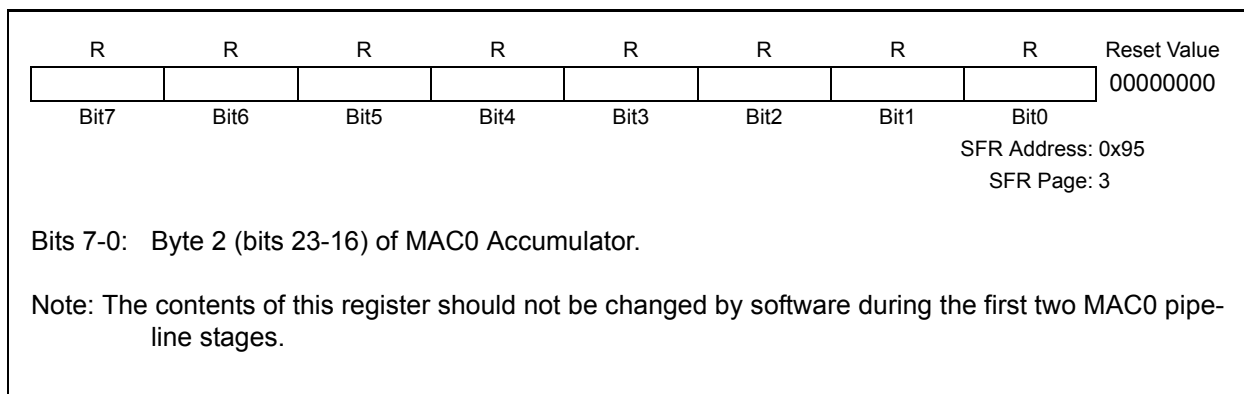 R R R R R R R R Reset Value
00000000
Bit7 Bit6 Bit5 Bit4 Bit3 Bit2 Bit1 Bit0
SFR Address: 0x95
SFR Page: 3
Bits 7-0: Byte 2 (bits 23-16) of MAC0 Accumulator.
Note: The contents of this register should not be changed by software during the first two MAC0 pipe-
line stages.